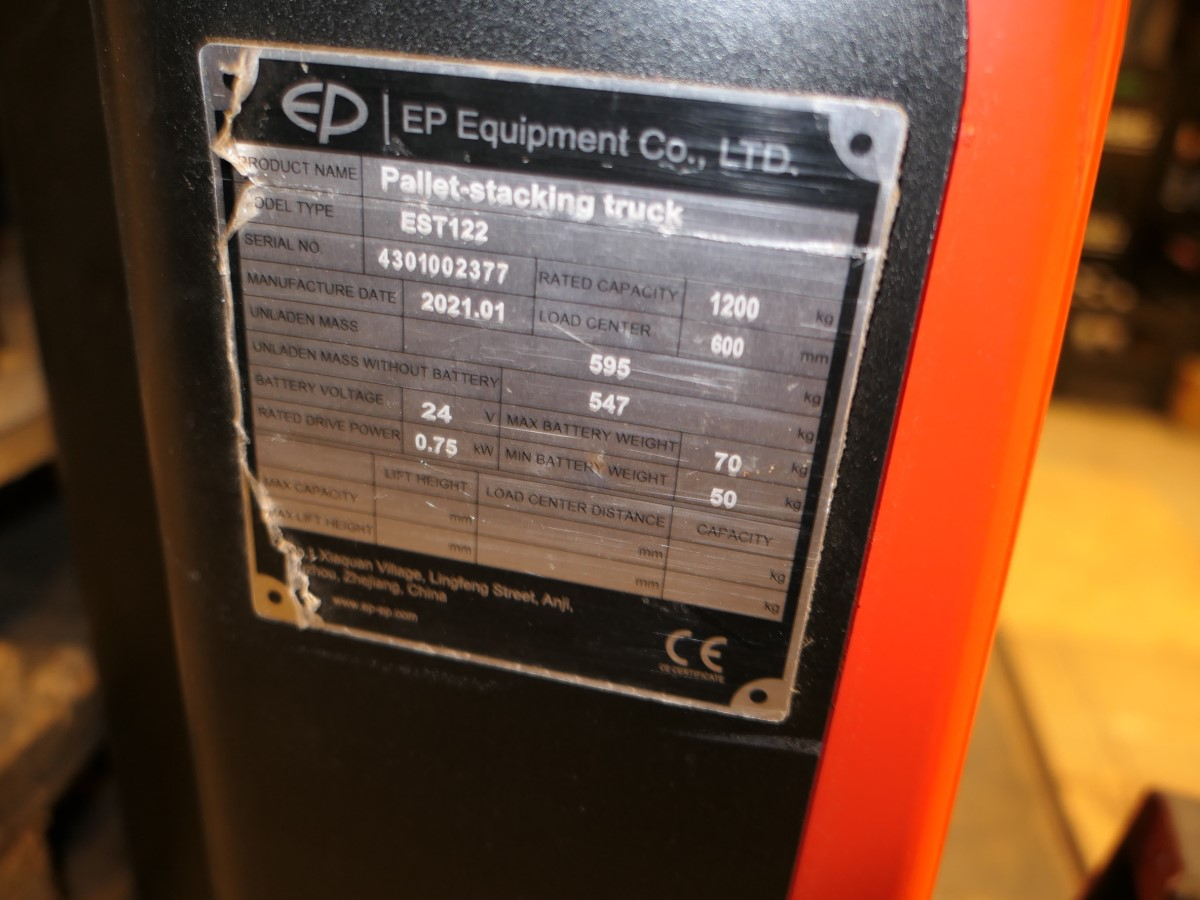 EP | EP Equipment Co., LTD.
PRODUCT NAME Pallet-stacking truck
MODEL TYPE EST122
SERIAL NO. 4301002377 RATED CAPACITY 1200 kg
MANUFACTURE DATE 2021.01 LOAD CENTER 600 mm
UNLADEN MASS 595 kg
UNLADEN MASS WITHOUT BATTERY 547 kg
BATTERY VOLTAGE 24 V MAX BATTERY WEIGHT 70 kg
RATED DRIVE POWER 0.75 kW MIN BATTERY WEIGHT 50 kg
LIFT HEIGHT LOAD CENTER DISTANCE CAPACITY
MAX CAPACITY mm mm kg
MAX LIFT HEIGHT mm mm kg
Xiaquan Village, Lingfeng Street, Anji,
Zhejiang, China
www.ep-ep.com
CE
CE CERTIFICATE